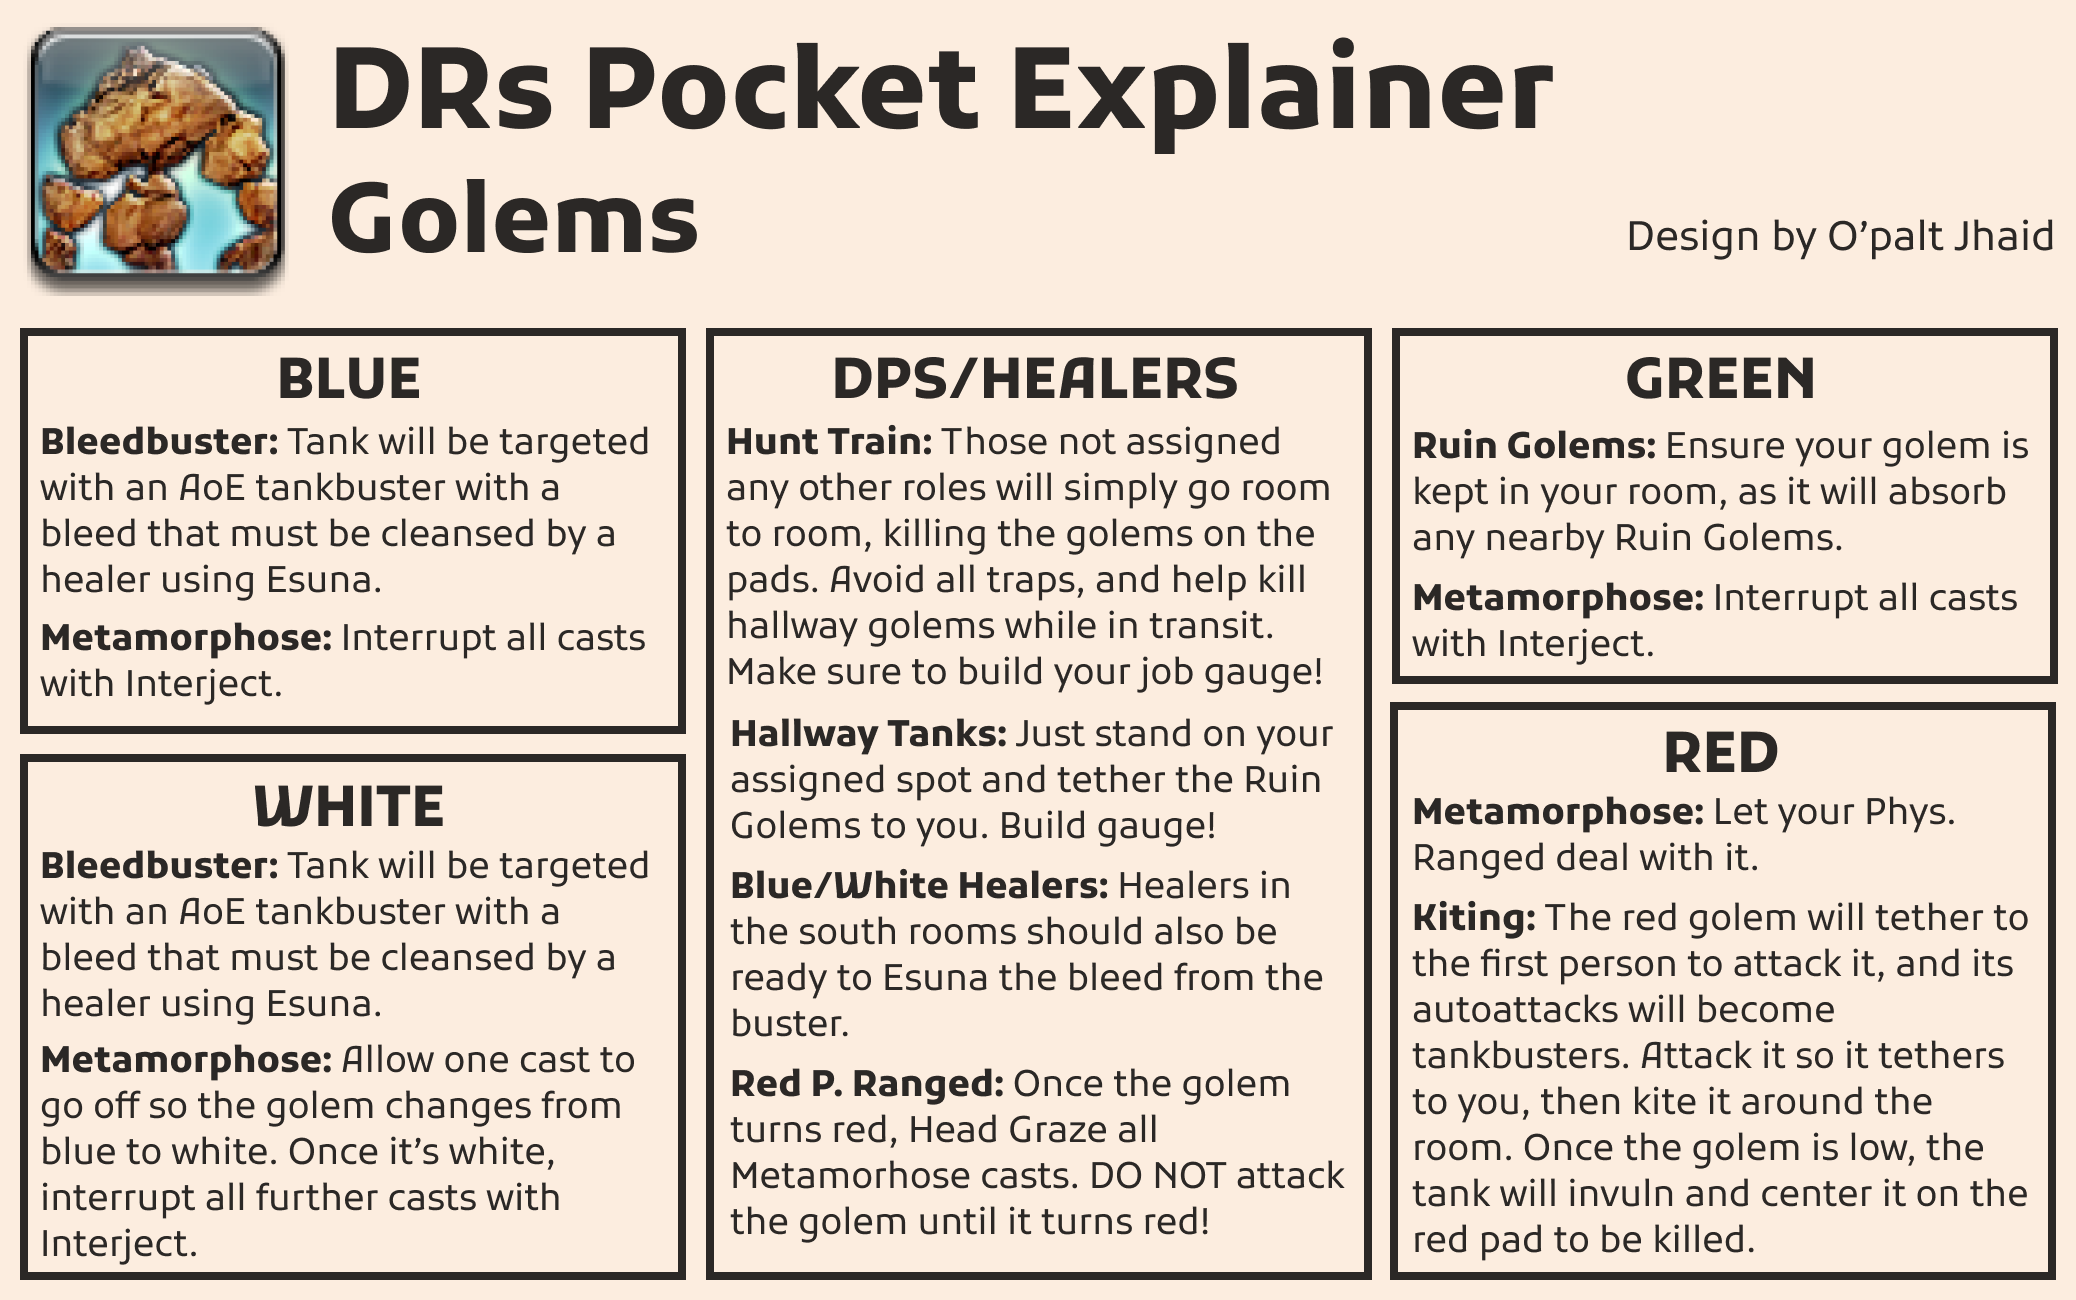 DRs Pocket Explainer
Golems
Design by O'palt Jhaid
BLUE
Bleedbuster: Tank will be targeted
with an AoE tankbuster with a
bleed that must be cleansed by a
healer using Esuna.
Metamorphose: Interrupt all casts
with Interject.
WHITE
Bleedbuster: Tank will be targeted
with an AoE tankbuster with a
bleed that must be cleansed by a
healer using Esuna.
Metamorphose: Allow one cast to
go off so the golem changes from
blue to white. Once it's white,
interrupt all further casts with
Interject.
DPS/HEALERS
Hunt Train: Those not assigned
any other roles will simply go room
to room, killing the golems on the
pads. Avoid all traps, and help kill
hallway golems while in transit.
Make sure to build your job gauge!
Hallway Tanks: Just stand on your
assigned spot and tether the Ruin
Golems to you. Build gauge!
Blue/White Healers: Healers in
the south rooms should also be
ready to Esuna the bleed from the
buster.
Red P. Ranged: Once the golem
turns red, Head Graze all
Metamorhose casts. DO NOT attack
the golem until it turns red!
GREEN
Ruin Golems: Ensure your golem is
kept in your room, as it will absorb
any nearby Ruin Golems.
Metamorphose: Interrupt all casts
with Interject.
RED
Metamorphose: Let your Phys.
Ranged deal with it.
Kiting: The red golem will tether to
the first person to attack it, and its
autoattacks will become
tankbusters. Attack it so it tethers
to you, then kite it around the
room. Once the golem is low, the
tank will invuln and center it on the
red pad to be killed.